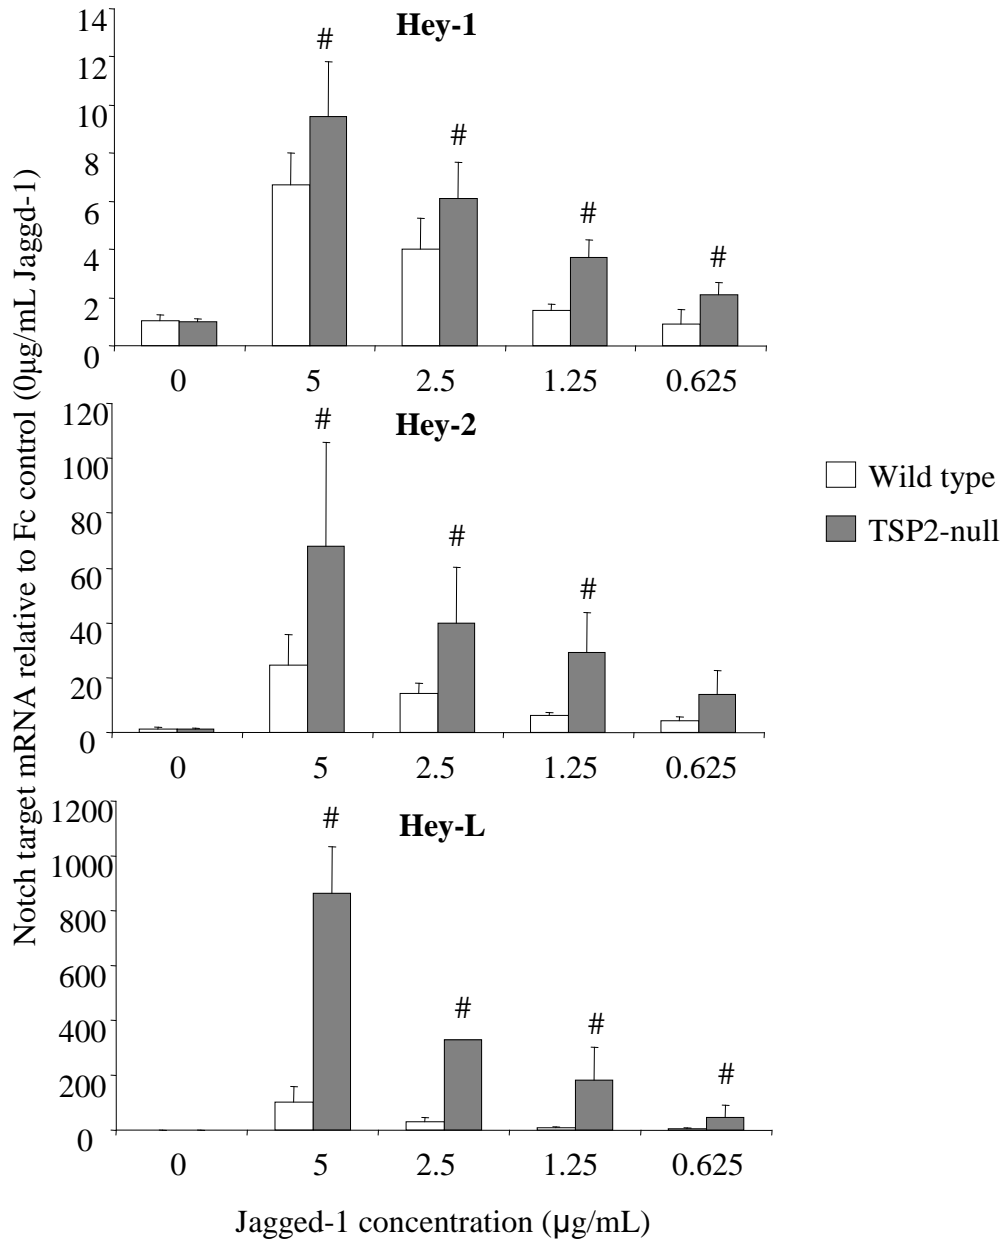 Notch target mRNA relative to Fc control (0µg/mL Jaggd-1)
Hey-1
14
12
10
8
6
4
2
0
# # # #
0 5 2.5 1.25 0.625
Hey-2
120
100
80
60
40
20
0
# # #
0 5 2.5 1.25 0.625
Wild type
TSP2-null
Hey-L
1200
1000
800
600
400
200
0
# # # #
0 5 2.5 1.25 0.625
Jagged-1 concentration (µg/mL)